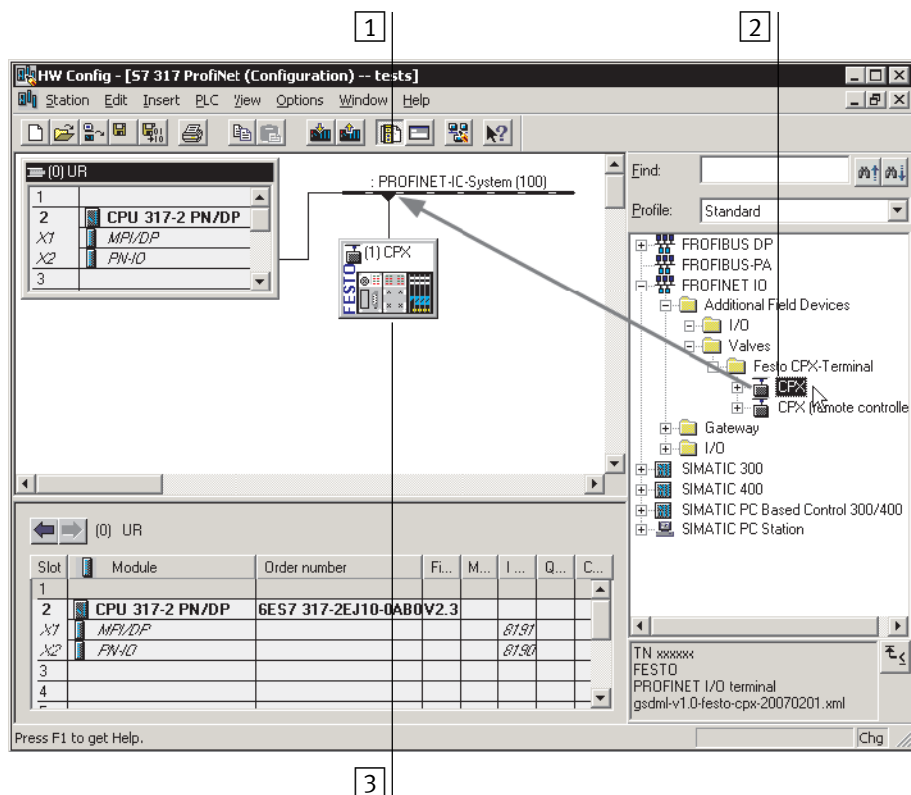 1
2
HW Config - [S7 317 ProfiNet (Configuration) -- tests]
Station Edit Insert PLC View Options Window Help
(0) UR
1
2 CPU 317-2 PN/DP
X1 MPI/DP
X2 PN-IO
3
: PROFINET-IC-System (100)
(1) CPX
FESTO
Find:
Profile: Standard
FROFIBUS DP
FROFIBUS-PA
FROFINET IO
Additional Field Devices
I/O
Valves
Festo CPX-Terminal
CPX
CPX (remote controlle
Gateway
I/O
SIMATIC 300
SIMATIC 400
SIMATIC PC Based Control 300/400
SIMATIC PC Station
(0) UR
Slot Module Order number Fi... M... I ... Q... C...
1
2 CPU 317-2 PN/DP 6ES7 317-2EJ10-0AB0 V2.3
X1 MPI/DP 8191
X2 PN-IO 8190
3
4
TN xxxxxx
FESTO
PROFINET I/O terminal
gsdml-v1.0-festo-cpx-20070201.xml
Press F1 to get Help.
Chg
3